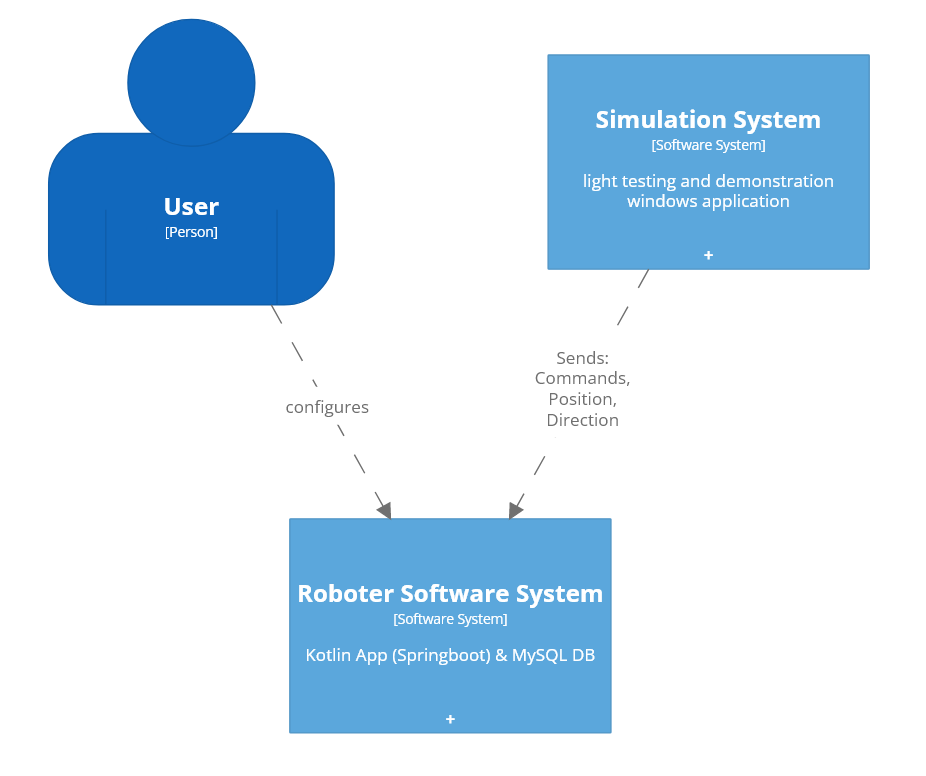 User
[Person]
Simulation System
[Software System]
light testing and demonstration
windows application
+
configures
Sends:
Commands,
Position,
Direction
Roboter Software System
[Software System]
Kotlin App (Springboot) & MySQL DB
+